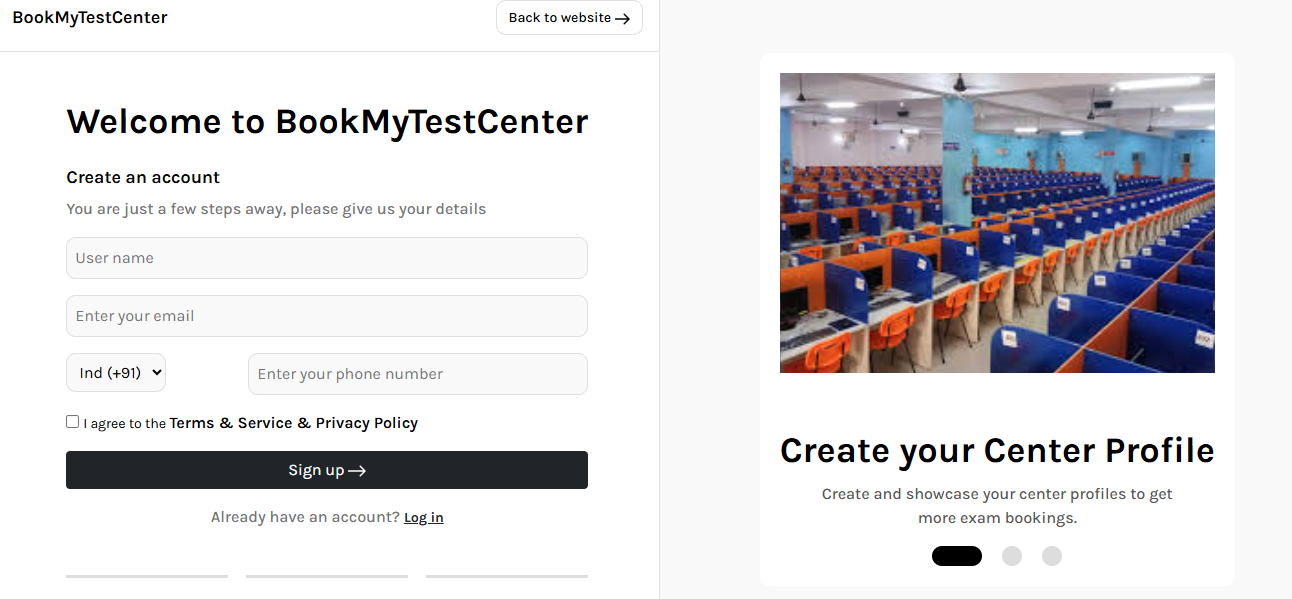 BookMyTestCenter
Back to website →
Welcome to BookMyTestCenter
Create an account
You are just a few steps away, please give us your details
User name
Enter your email
Ind (+91)
Enter your phone number
I agree to the Terms & Service & Privacy Policy
Sign up →
Already have an account? Log in
Create your Center Profile
Create and showcase your center profiles to get
more exam bookings.